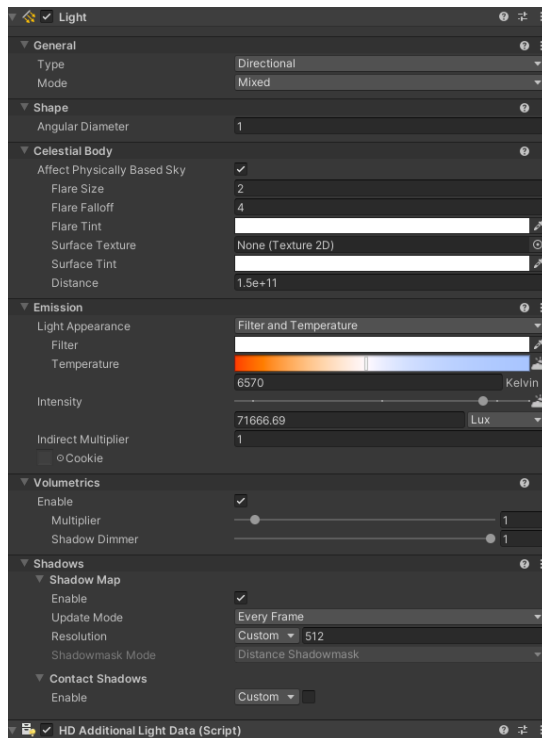 Light
General
Type Directional
Mode Mixed
Shape
Angular Diameter 1
Celestial Body
Affect Physically Based Sky
Flare Size 2
Flare Falloff 4
Flare Tint
Surface Texture None (Texture 2D)
Surface Tint
Distance 1.5e+11
Emission
Light Appearance Filter and Temperature
Filter
Temperature
6570 Kelvin
Intensity
71666.69 Lux
Indirect Multiplier 1
Cookie
Volumetrics
Enable
Multiplier 1
Shadow Dimmer 1
Shadows
Shadow Map
Enable
Update Mode Every Frame
Resolution Custom 512
Shadowmask Mode Distance Shadowmask
Contact Shadows
Enable Custom
HD Additional Light Data (Script)